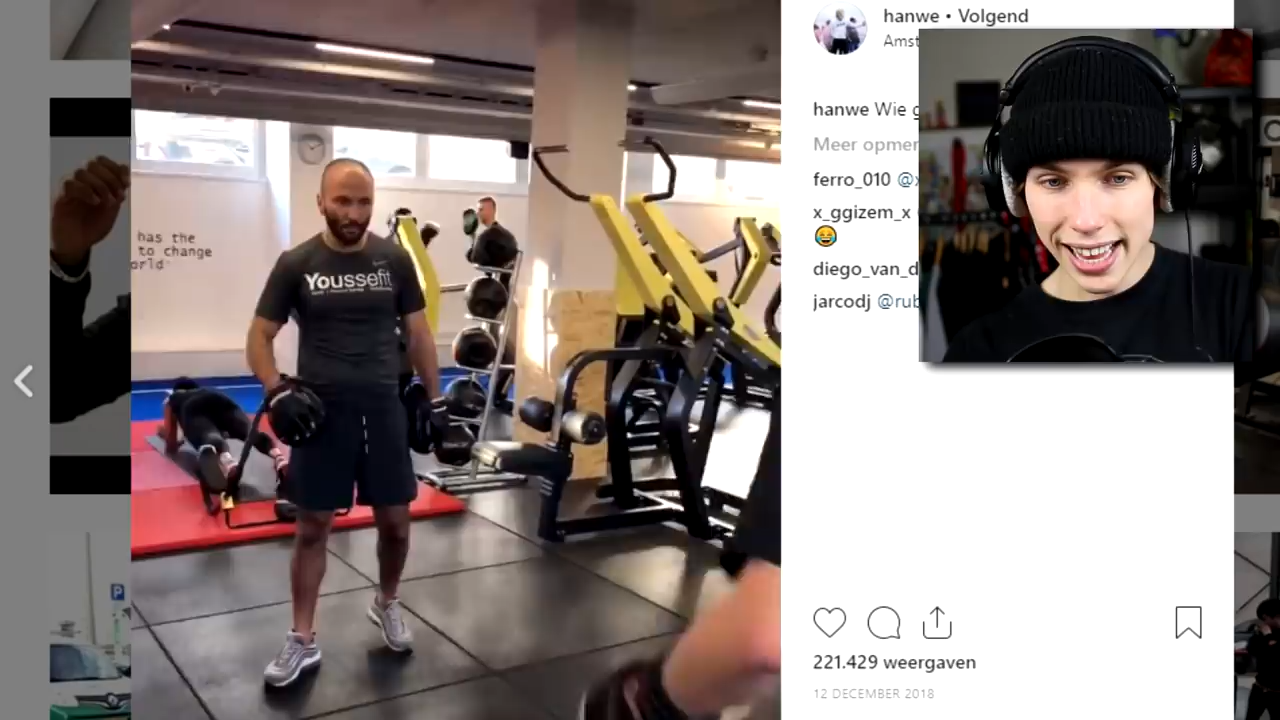 hanwe • Volgend
Amst
hanwe Wie g
Meer opmer
ferro_010 @x
x_ggizem_x
😂
diego_van_d
jarcodj @rub
has the
to change
orld"
Youssefit
P
221.429 weergaven
12 DECEMBER 2018